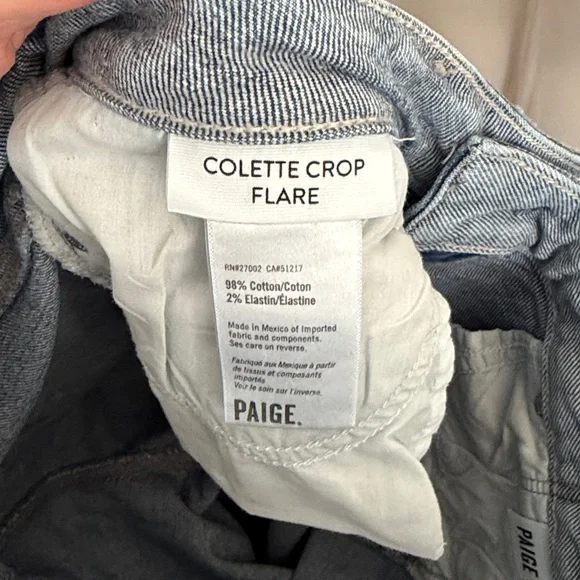 COLETTE CROP
FLARE
RN#27002 CA#51217
98% Cotton/Coton
2% Elastin/Élastine
Made in Mexico of Imported
fabric and components.
See care on reverse.
Fabriqué aux Mexique à partir
de tissus et composants
importés
Voir le soin sur l'inverse.
PAIGE.
PAIGE